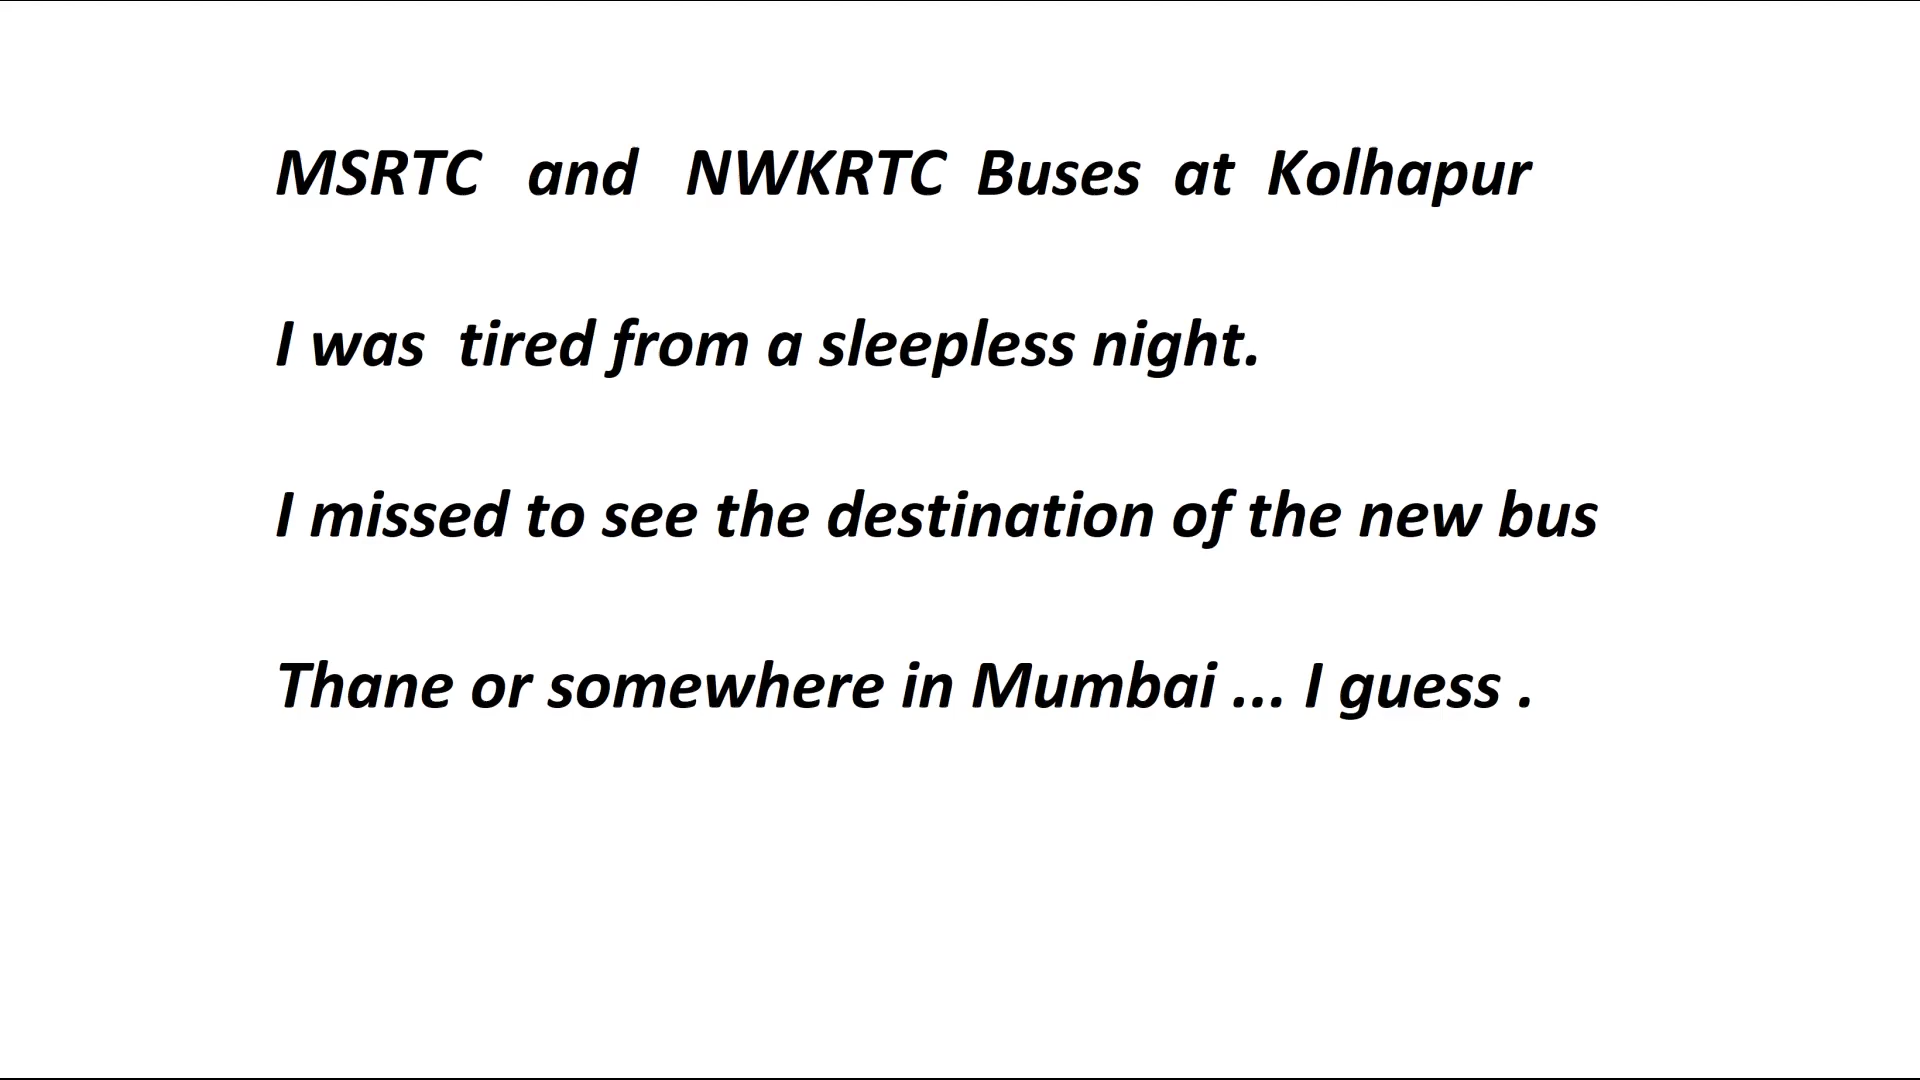 MSRTC and NWKRTC Buses at Kolhapur
I was tired from a sleepless night.
I missed to see the destination of the new bus
Thane or somewhere in Mumbai ... I guess .